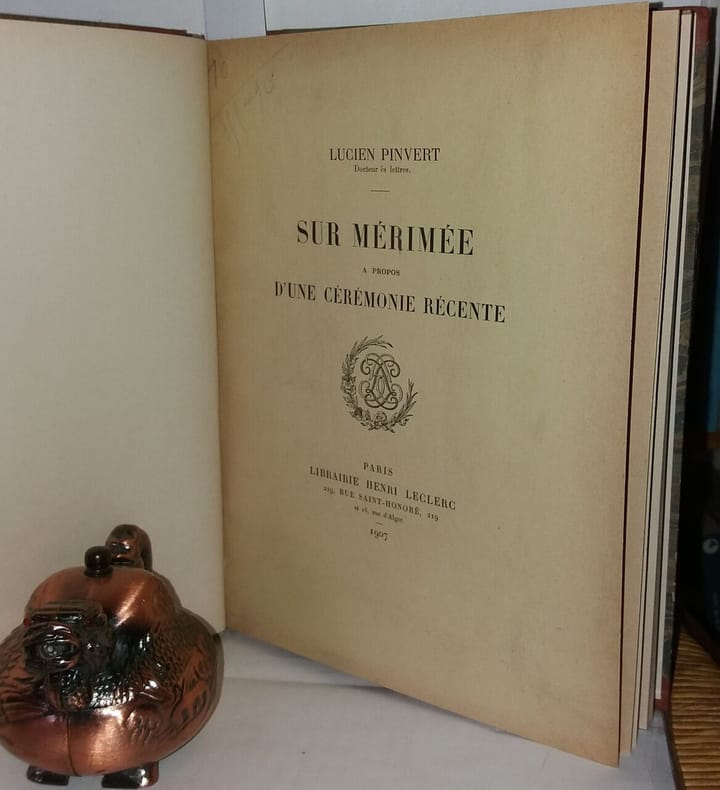 LUCIEN PINVERT
Docteur ès lettres.
SUR MÉRIMÉE
A PROPOS
D'UNE CÉRÉMONIE RÉCENTE
PARIS
LIBRAIRIE HENRI LECLERC
219, RUE SAINT-HONORÉ, 219
et 16, rue d'Alger
1907